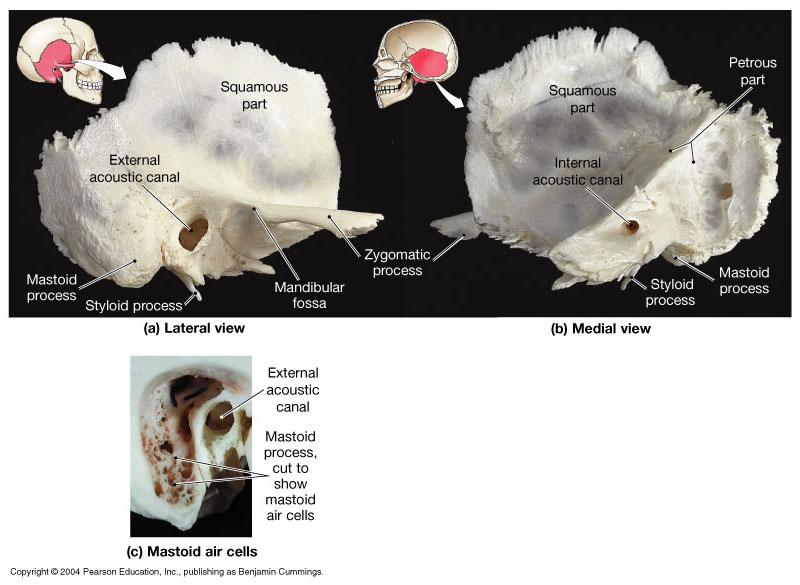 Squamous
part
External
acoustic canal
Mastoid
process
Styloid process
Mandibular
fossa
Zygomatic
process
(a) Lateral view
Squamous
part
Petrous
part
Internal
acoustic canal
Styloid
process
Mastoid
process
(b) Medial view
External
acoustic
canal
Mastoid
process,
cut to
show
mastoid
air cells
(c) Mastoid air cells
Copyright © 2004 Pearson Education, Inc., publishing as Benjamin Cummings.